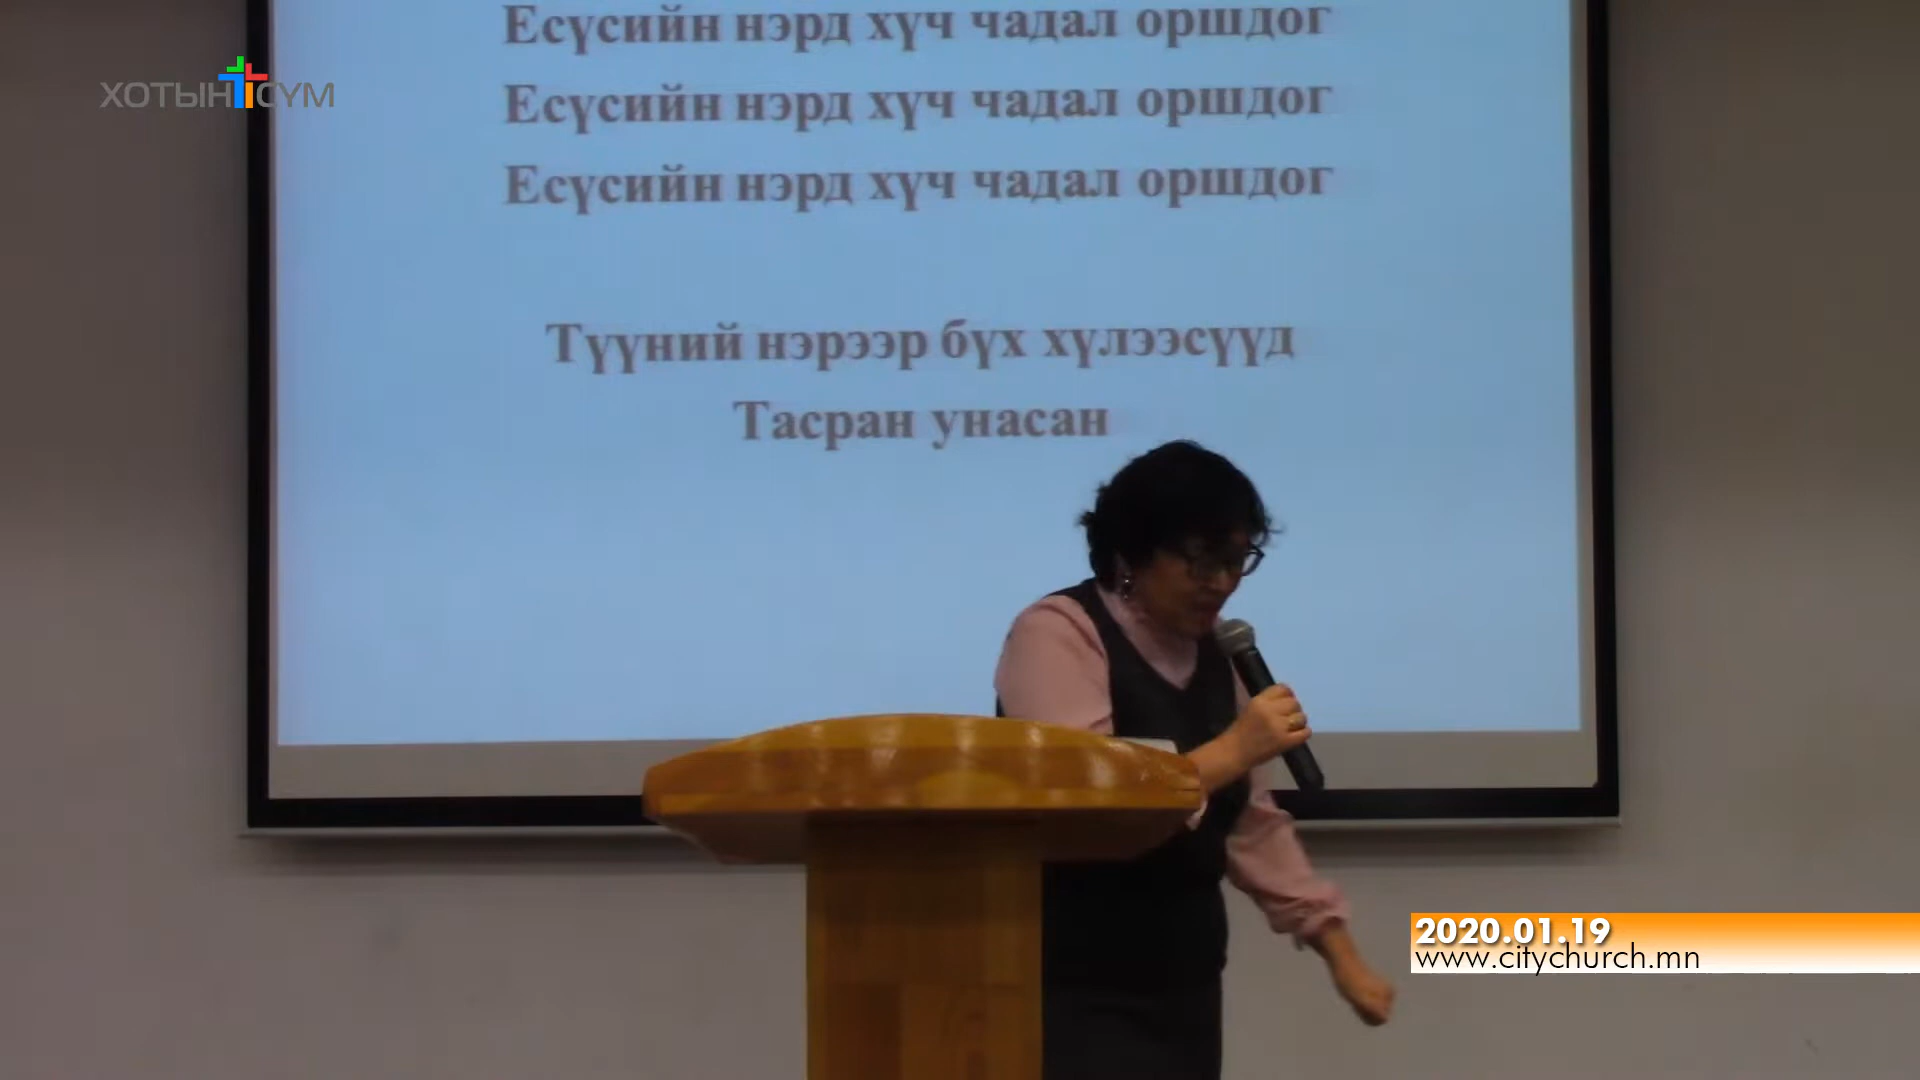 Есүсийн нэрд хүч чадал оршдог
ХОТЫН СҮМ
Есүсийн нэрд хүч чадал оршдог
Есүсийн нэрд хүч чадал оршдог
Түүний нэрээр бүх хүлээсүүд
Тасран унасан
2020.01.19
www.citychurch.mn